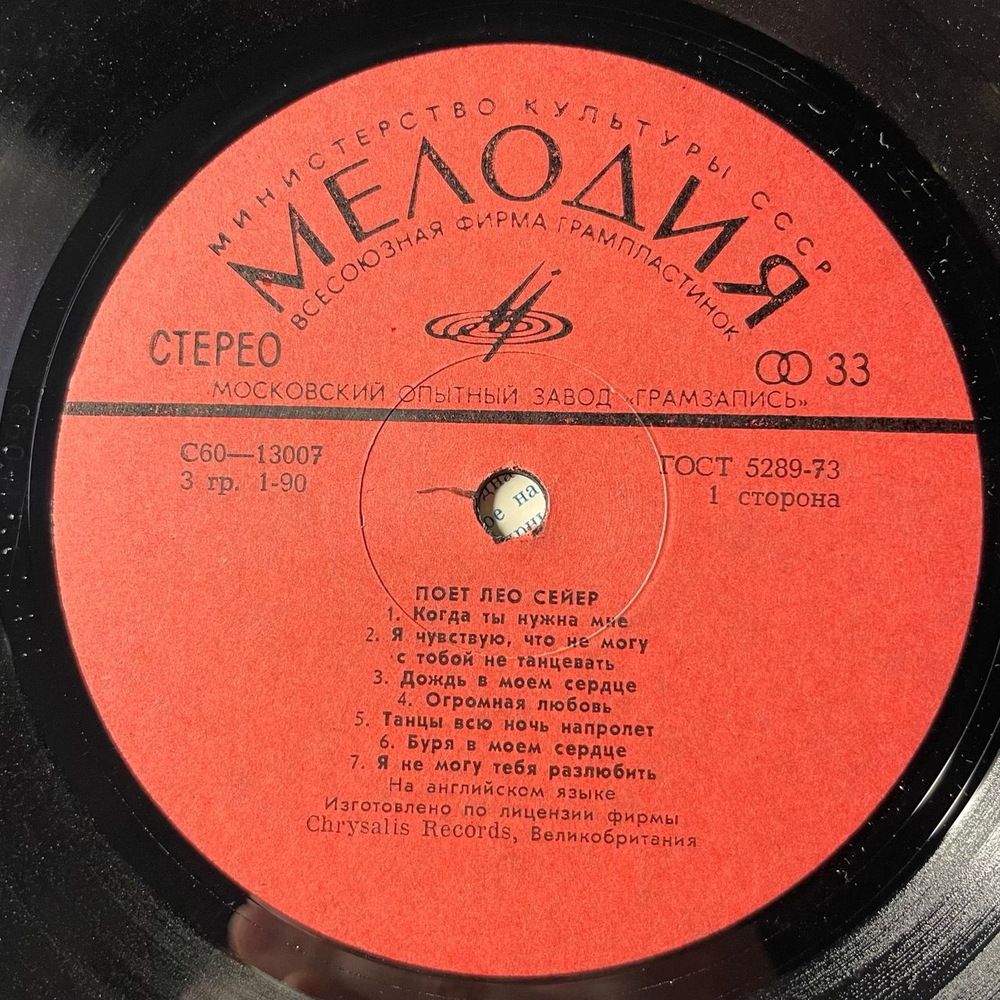 МИНИСТЕРСТВО КУЛЬТУРЫ СССР
МЕЛОДИЯ
ВСЕСОЮЗНАЯ ФИРМА ГРАМПЛАСТИНОК
СТЕРЕО
33
МОСКОВСКИЙ ОПЫТНЫЙ ЗАВОД «ГРАМЗАПИСЬ»
С60—13007
3 гр. 1-90
ГОСТ 5289-73
1 сторона
ПОЕТ ЛЕО СЕЙЕР
1. Когда ты нужна мне
2. Я чувствую, что не могу
с тобой не танцевать
3. Дождь в моем сердце
4. Огромная любовь
5. Танцы всю ночь напролет
6. Буря в моем сердце
7. Я не могу тебя разлюбить
На английском языке
Изготовлено по лицензии фирмы
Chrysalis Records, Великобритания